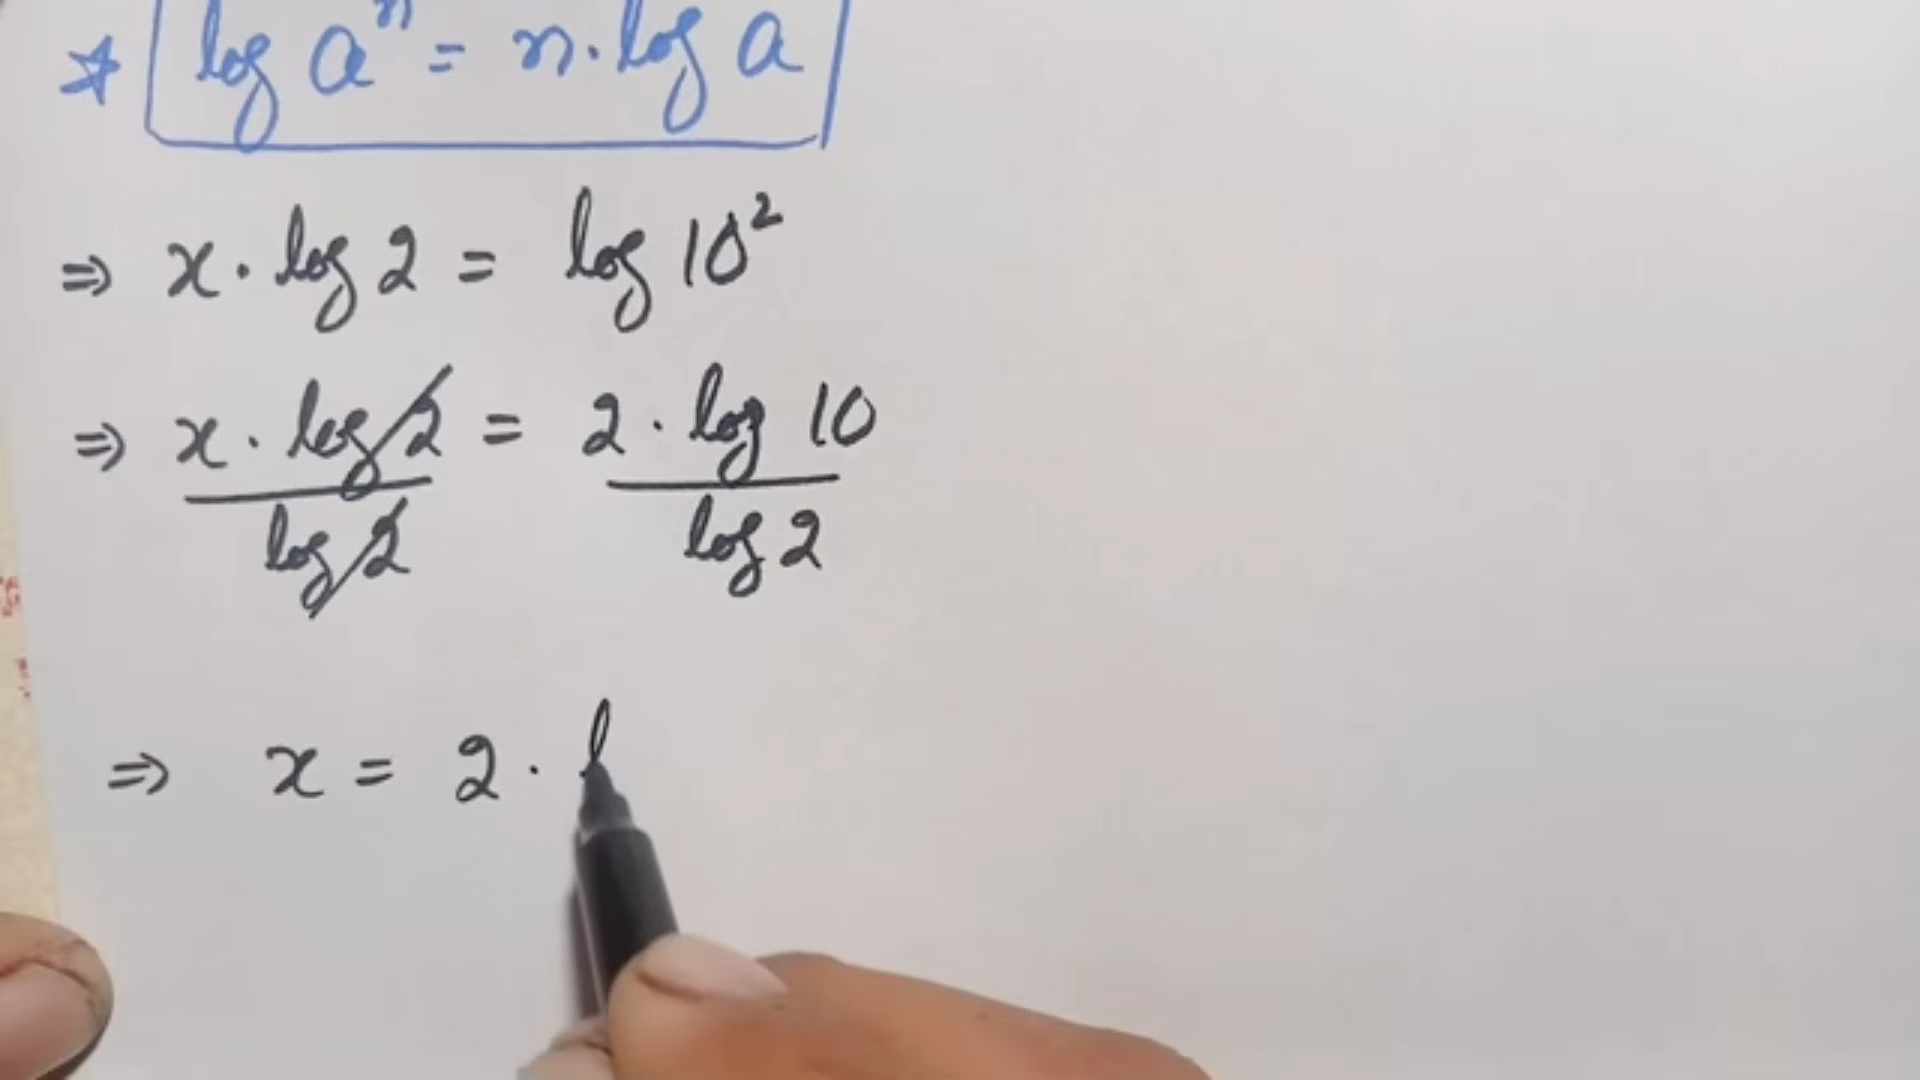 * log aⁿ = n·log a
⇒ x · log 2 = log 10²
⇒ x · log 2 / log 2 = 2 · log 10 / log 2
⇒ x = 2 · l